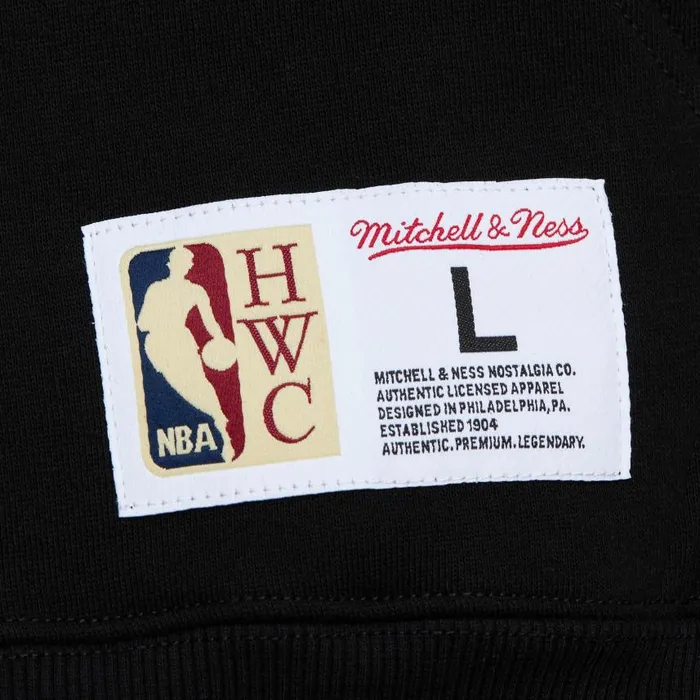 NBA
H
W
C
Mitchell & Ness
L
MITCHELL & NESS NOSTALGIA CO.
AUTHENTIC LICENSED APPAREL
DESIGNED IN PHILADELPHIA, PA.
ESTABLISHED 1904
AUTHENTIC. PREMIUM. LEGENDARY.